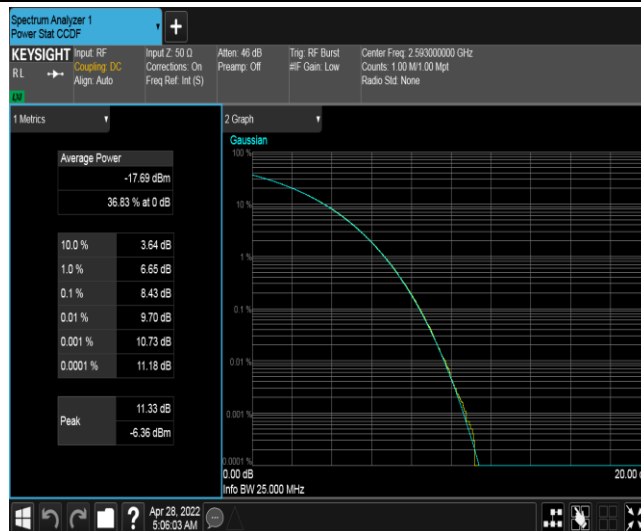 Spectrum Analyzer 1
Power Stat CCDF
+
KEYSIGHT
RL
LV
Input: RF
Coupling: DC
Align: Auto
Input Z: 50 Ω
Corrections: On
Freq Ref: Int (S)
Atten: 46 dB
Preamp: Off
Trig: RF Burst
#IF Gain: Low
Center Freq: 2.593000000 GHz
Counts: 1.00 M/1.00 Mpt
Radio Std: None
1 Metrics
Average Power
-17.69 dBm
36.83 % at 0 dB
10.0 % 3.64 dB
1.0 % 6.65 dB
0.1 % 8.43 dB
0.01 % 9.70 dB
0.001 % 10.73 dB
0.0001 % 11.18 dB
Peak
11.33 dB
-6.36 dBm
2 Graph
Gaussian
100 %
10 %
1 %
0.1 %
0.01 %
0.001 %
0.0001 %
0.00 dB
20.00
Info BW 25.000 MHz
?
Apr 28, 2022
5:06:03 AM